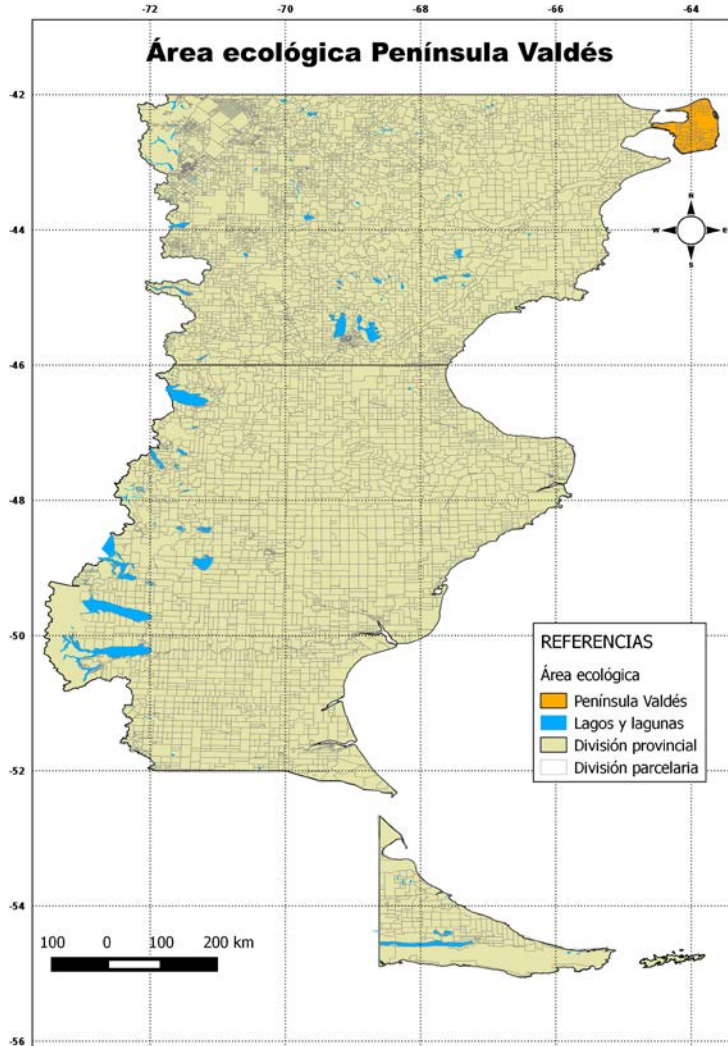 -72
-70
-68
-66
-64
Área ecológica Península Valdés
-42
-44
-46
-48
-50
-52
-54
-56
N
W
E
S
REFERENCIAS
Área ecológica
Península Valdés
Lagos y lagunas
División provincial
División parcelaria
100 0 100 200 km